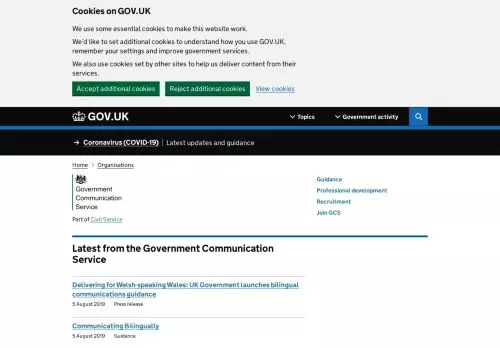 Cookies on GOV.UK
We use some essential cookies to make this website work.
We'd like to set additional cookies to understand how you use GOV.UK,
remember your settings and improve government services.
We also use cookies set by other sites to help us deliver content from their
services.
Accept additional cookies Reject additional cookies View cookies
GOV.UK Topics Government activity
→ Coronavirus (COVID-19) Latest updates and guidance
Home > Organisations
Government
Communication
Service
Part of Civil Service
Guidance
Professional development
Recruitment
Join GCS
Latest from the Government Communication
Service
Delivering for Welsh-speaking Wales: UK Government launches bilingual
communications guidance
5 August 2019 Press release
Communicating Bilingually
5 August 2019 Guidance